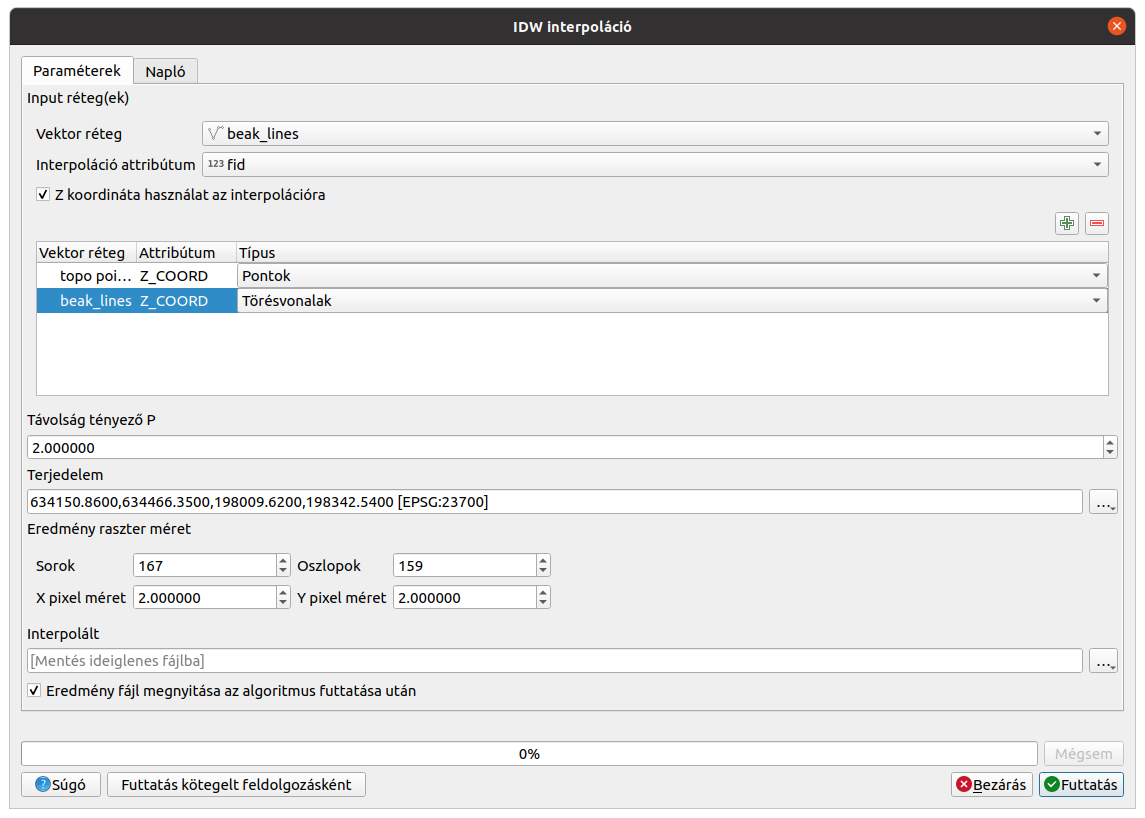 IDW interpoláció
Paraméterek Napló
Input réteg(ek)
Vektor réteg beak_lines
Interpoláció attribútum 123 fid
Z koordináta használat az interpolációra
Vektor réteg Attribútum Típus
topo poi... Z_COORD Pontok
beak_lines Z_COORD Törésvonalak
Távolság tényező P
2.000000
Terjedelem
634150.8600,634466.3500,198009.6200,198342.5400 [EPSG:23700]
...
Eredmény raszter méret
Sorok 167 Oszlopok 159
X pixel méret 2.000000 Y pixel méret 2.000000
Interpolált
[Mentés ideiglenes fájlba]
...
Eredmény fájl megnyitása az algoritmus futtatása után
0% Mégsem
Súgó Futtatás kötegelt feldolgozásként Bezárás Futtatás